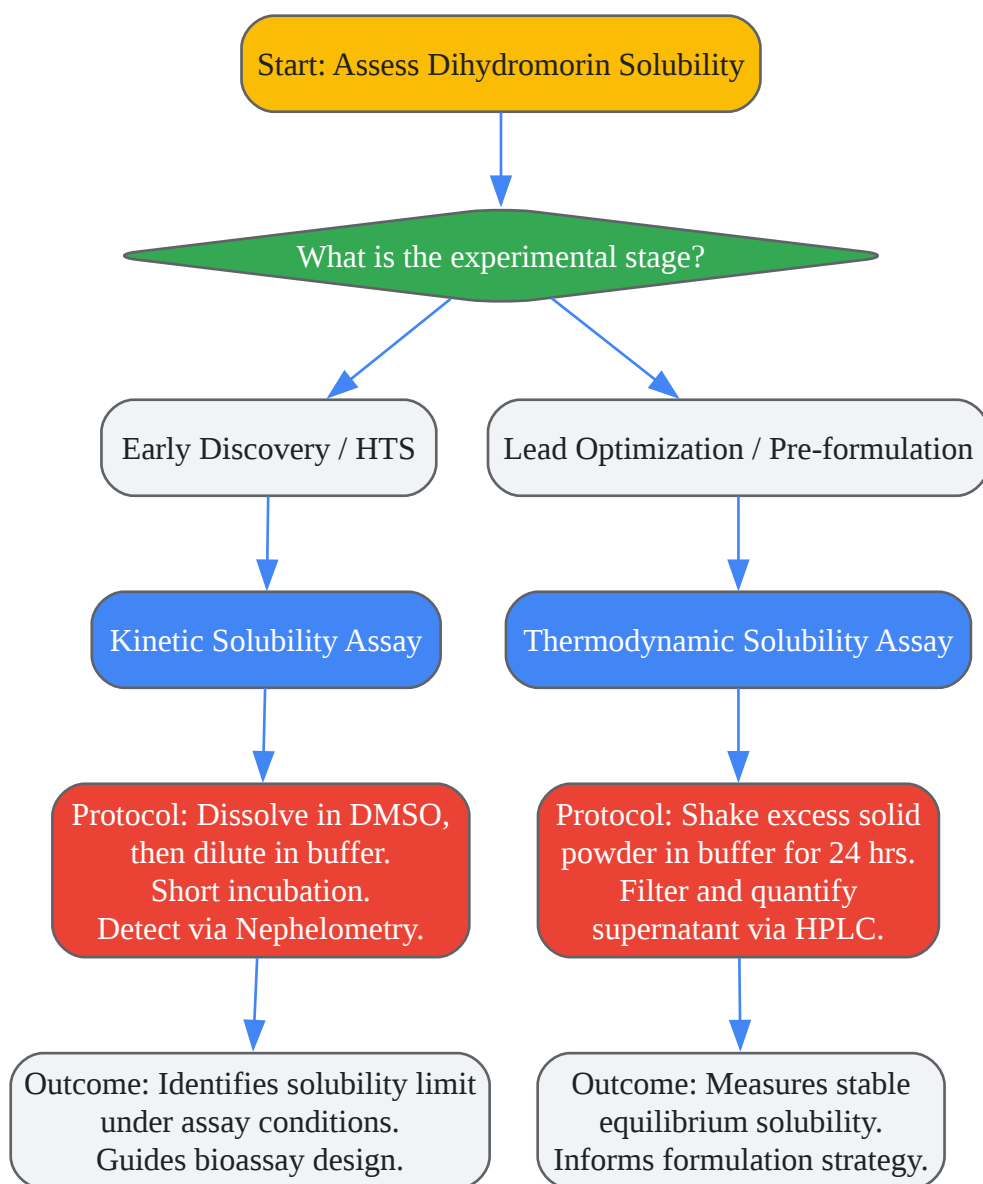 Start: Assess Dihydromorin Solubility
What is the experimental stage?
Early Discovery / HTS
Lead Optimization / Pre-formulation
Kinetic Solubility Assay
Thermodynamic Solubility Assay
Protocol: Dissolve in DMSO,
then dilute in buffer.
Short incubation.
Detect via Nephelometry.
Protocol: Shake excess solid
powder in buffer for 24 hrs.
Filter and quantify
supernatant via HPLC.
Outcome: Identifies solubility limit
under assay conditions.
Guides bioassay design.
Outcome: Measures stable
equilibrium solubility.
Informs formulation strategy.